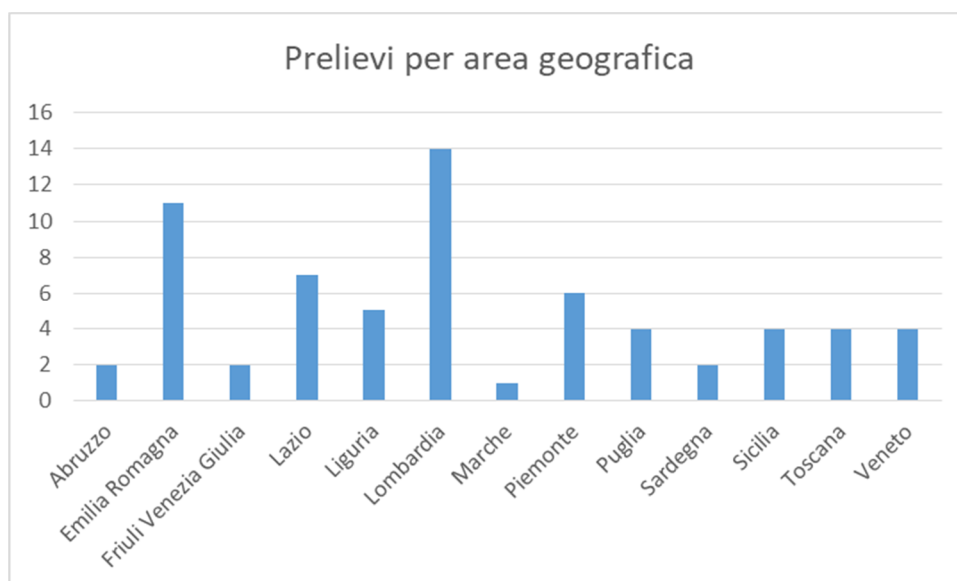 Prelievi per area geografica
16
14
12
10
8
6
4
2
0
Abruzzo
Emilia Romagna
Friuli Venezia Giulia
Lazio
Liguria
Lombardia
Marche
Piemonte
Puglia
Sardegna
Sicilia
Toscana
Veneto